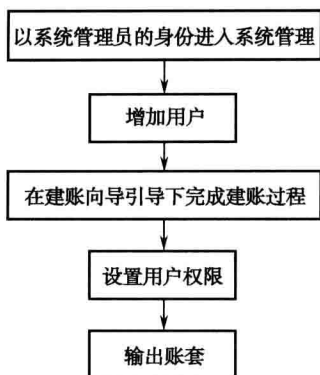 以系统管理员的身份进入系统管理
增加用户
在建账向导引导下完成建账过程
设置用户权限
输出账套